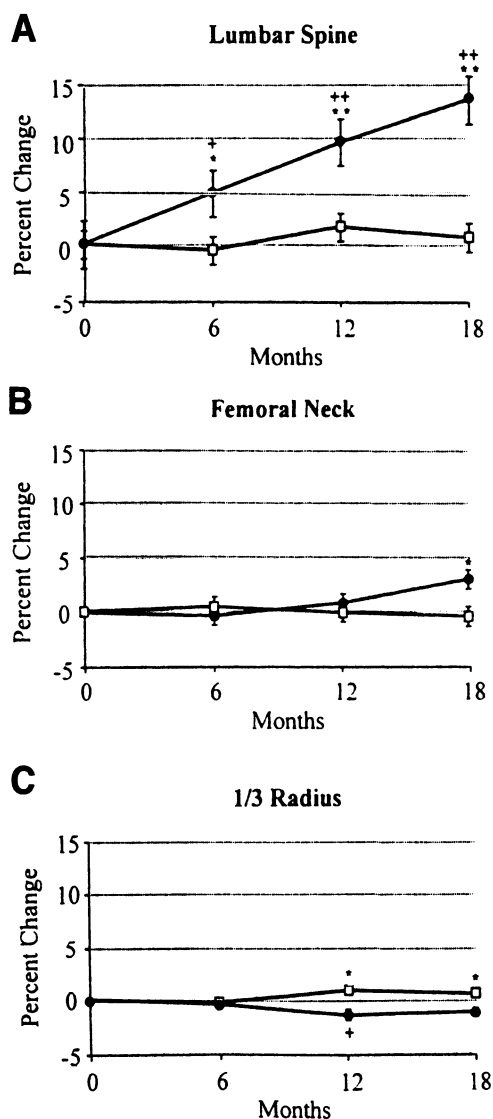 A
Lumbar Spine
Percent Change
15
10
5
0
-5
+
*
++
* *
++
* *
0 6 12 18
Months
B
Femoral Neck
Percent Change
15
10
5
0
-5
*
0 6 12 18
Months
C
1/3 Radius
Percent Change
15
10
5
0
-5
*
*
+
0 6 12 18
Months